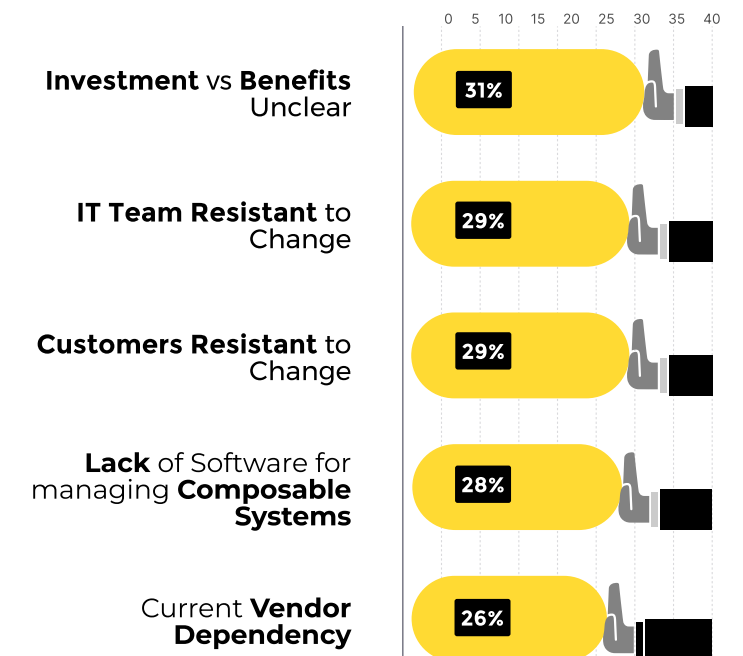 0 5 10 15 20 25 30 35 40
Investment vs Benefits
Unclear
31%
IT Team Resistant to
Change
29%
Customers Resistant to
Change
29%
Lack of Software for
managing Composable
Systems
28%
Current Vendor
Dependency
26%